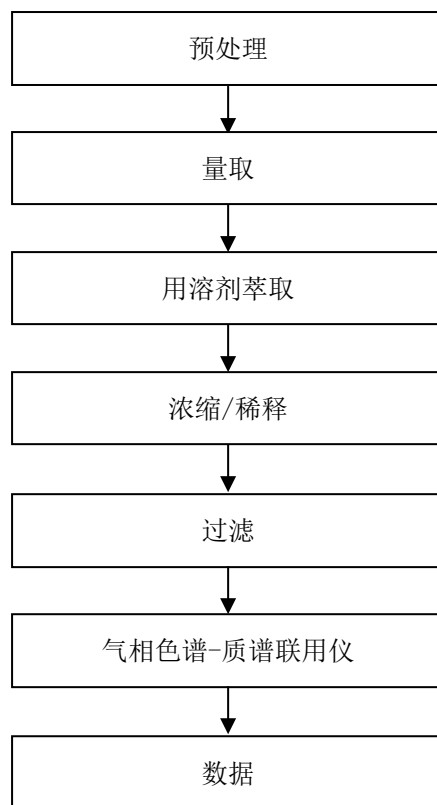 预处理
量取
用溶剂萃取
浓缩/稀释
过滤
气相色谱-质谱联用仪
数据